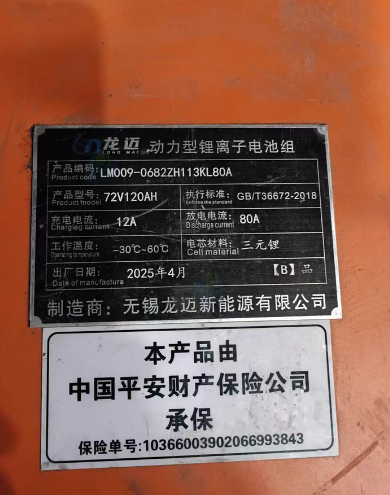 龙迈 动力型锂离子电池组
LONG MAI
产品编码: LM009-0682ZH113KL80A
Product code
产品型号: 72V120AH 执行标准: GB/T36672-2018
Product model Enforce the standard
充电电流: 12A 放电电流: 80A
Charging current Discharge current
工作温度: -30℃~60℃ 电芯材料: 三元锂
Operating temperature Cell material
出厂日期: 2025年4月 【B】品
Date of manufacture
制造商: 无锡龙迈新能源有限公司
本产品由
中国平安财产保险公司
承保
保险单号:10366003902066993843